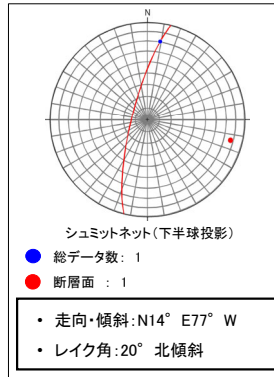 N
シュミットネット(下半球投影)
総データ数: 1
断層面 : 1
• 走向・傾斜:N14° E77° W
• レイク角:20° 北傾斜